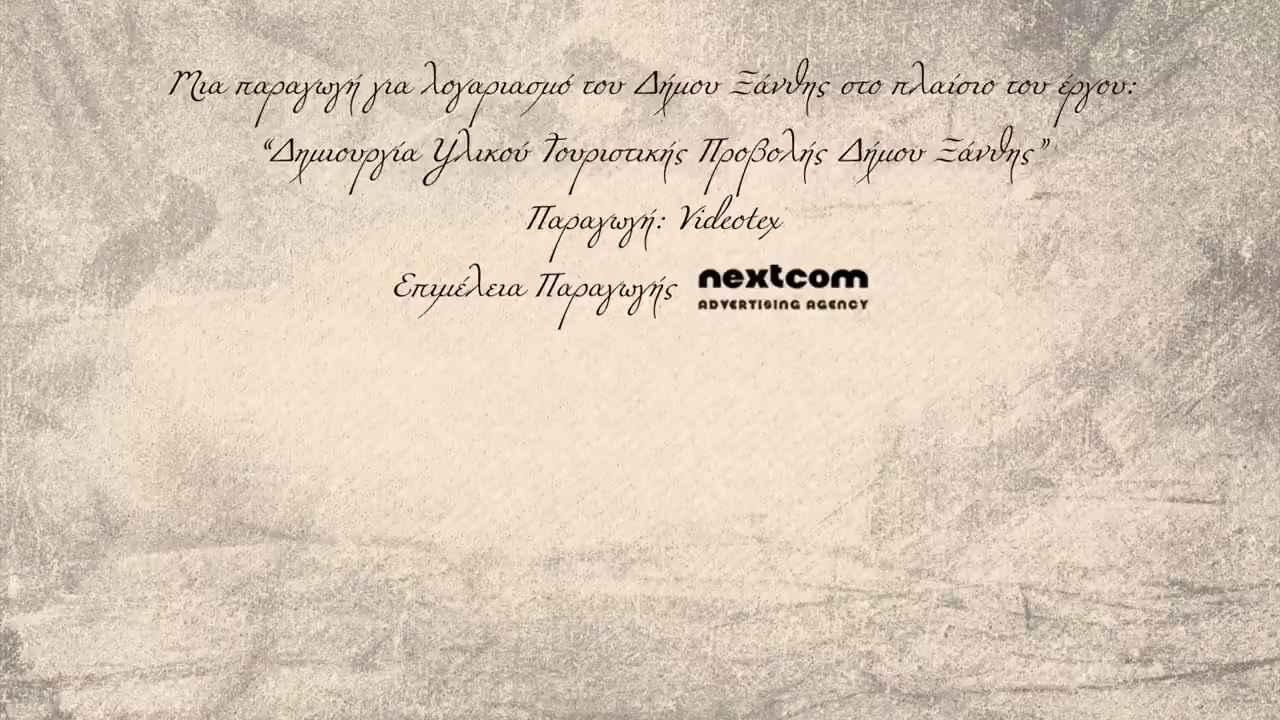 Μια παραγωγή για λογαριασμό του Δήμου Ξάνθης στο πλαίσιο του έργου:
“Δημιουργία Υλικού Τουριστικής Προβολής Δήμου Ξάνθης”
Παραγωγή: Videotex
Επιμέλεια Παραγωγής nextcom
ADVERTISING AGENCY